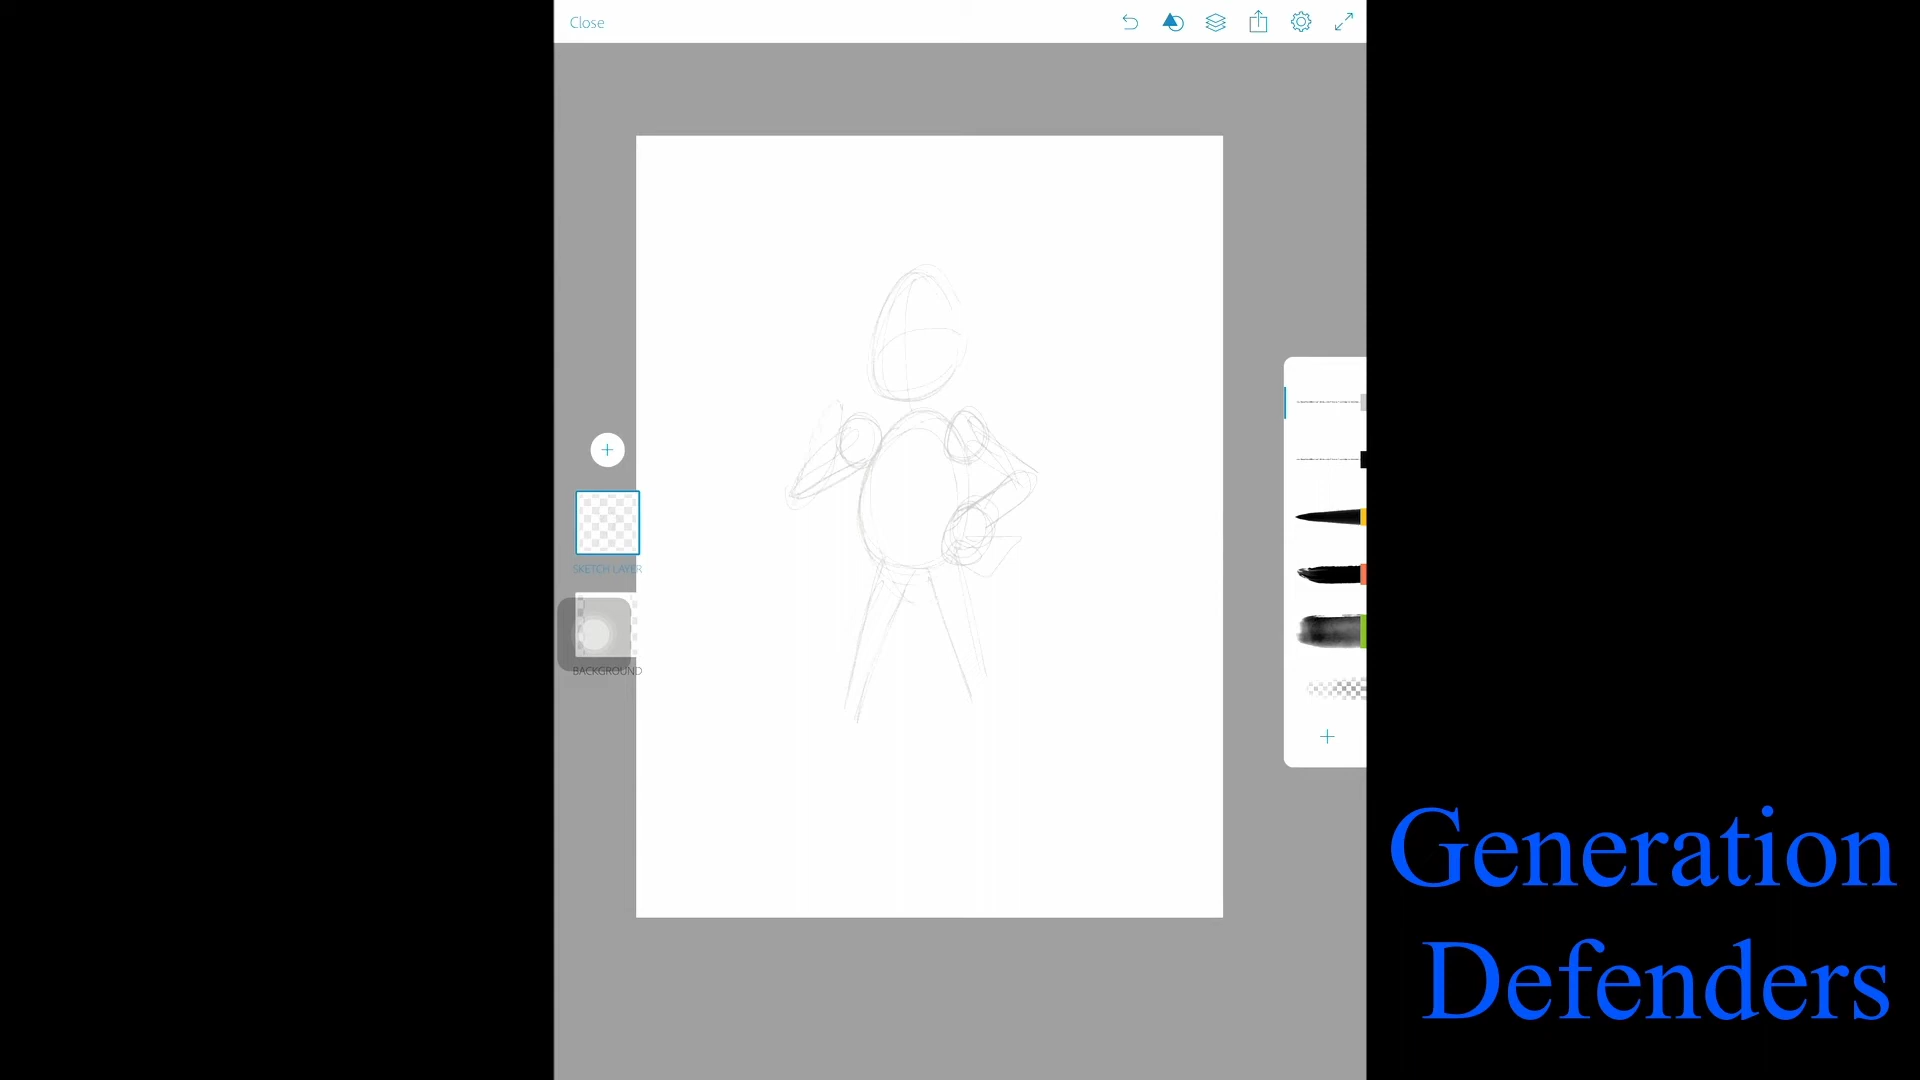 Close
SKETCH LAYER
BACKGROUND
Generation
Defenders